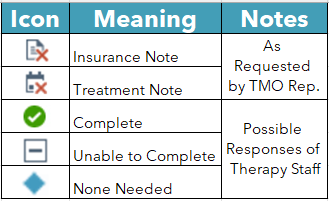 Icon Meaning Notes
Insurance Note
Treatment Note
As
Requested
by TMO Rep.
Complete
Unable to Complete
None Needed
Possible
Responses of
Therapy Staff